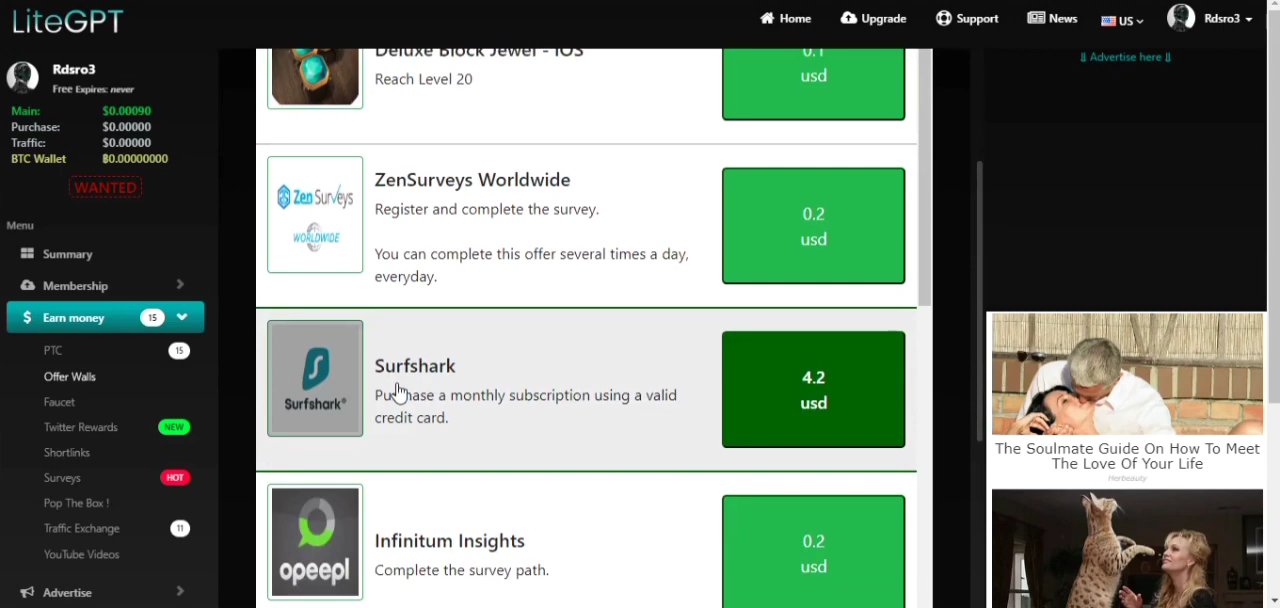 LiteGPT
Home
Upgrade
Support
News
US
Rdsro3
Rdsro3
Free Expires: never
Main: $0.00090
Purchase: $0.00000
Traffic: $0.00000
BTC Wallet ฿0.00000000
WANTED
Menu
Summary
Membership
Earn money 15
PTC 15
Offer Walls
Faucet
Twitter Rewards NEW
Shortlinks
Surveys HOT
Pop The Box !
Traffic Exchange 11
YouTube Videos
Advertise
Deluxe Block Jewel - iOS
Reach Level 20
0.1
usd
Zen Surveys
WORLDWIDE
ZenSurveys Worldwide
Register and complete the survey.
You can complete this offer several times a day,
everyday.
0.2
usd
Surfshark®
Surfshark
Purchase a monthly subscription using a valid
credit card.
4.2
usd
opeepl
Infinitum Insights
Complete the survey path.
0.2
usd
⇓ Advertise here ⇓
The Soulmate Guide On How To Meet
The Love Of Your Life
Herbeauty